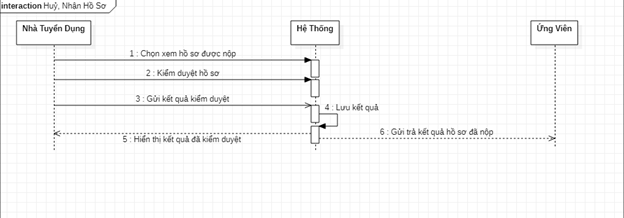 interaction Huỷ, Nhận Hồ Sơ
Nhà Tuyển Dụng
Hệ Thống
Ứng Viên
1 : Chọn xem hồ sơ được nộp
2 : Kiểm duyệt hồ sơ
3 : Gửi kết quả kiểm duyệt
4 : Lưu kết quả
5 : Hiển thị kết quả đã kiểm duyệt
6 : Gửi trả kết quả hồ sơ đã nộp